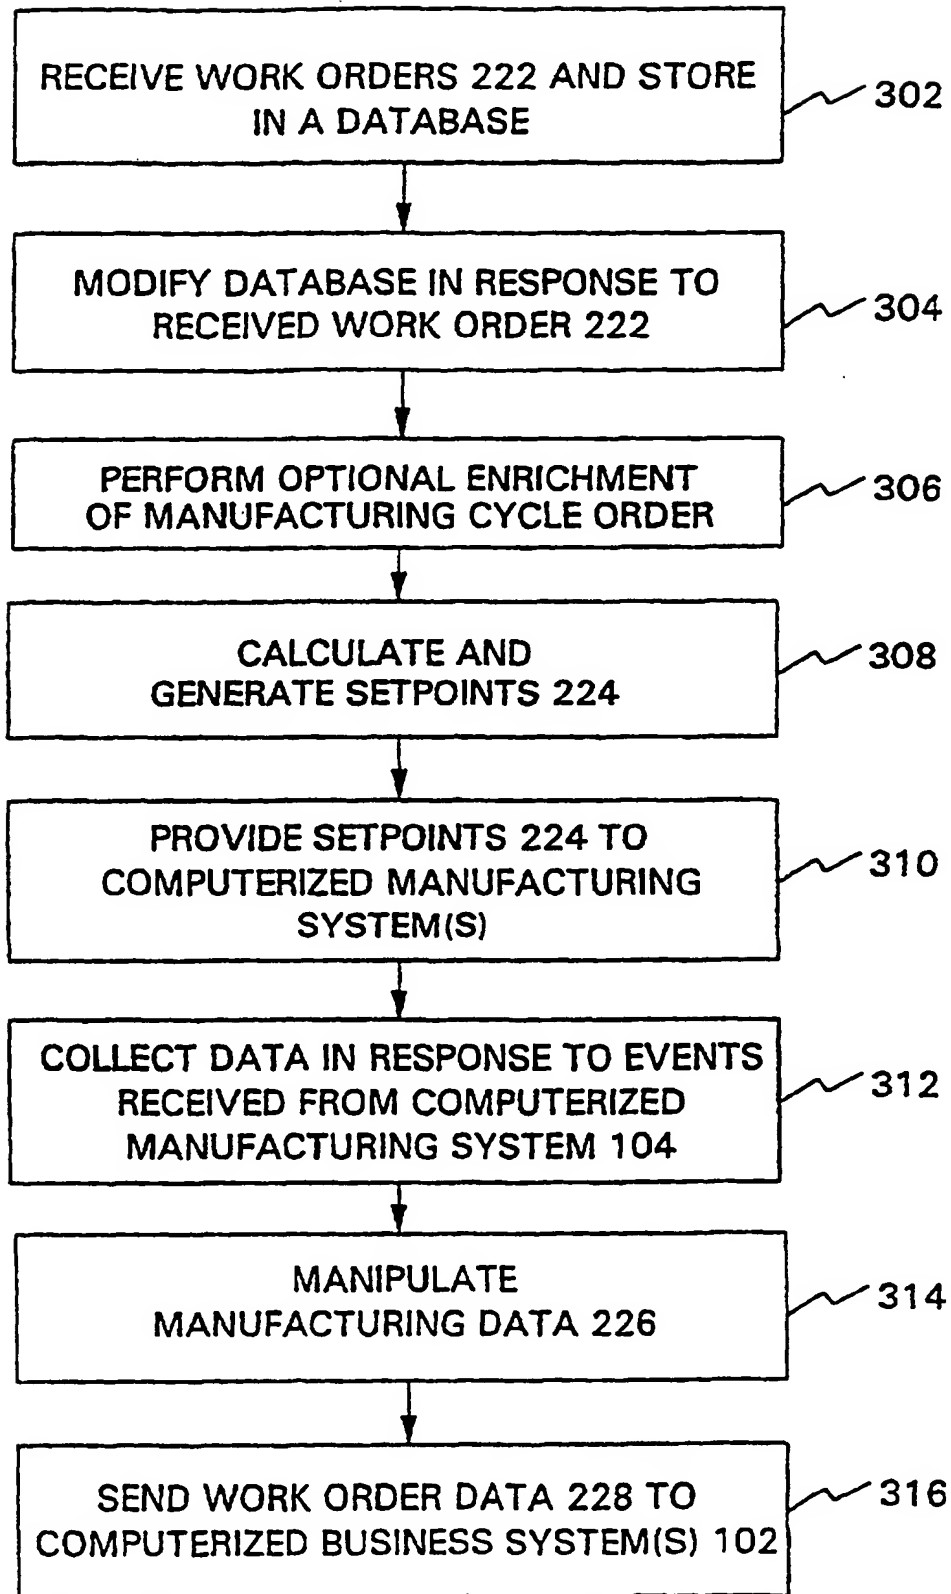 RECEIVE WORK ORDERS 222 AND STORE
IN A DATABASE
302
MODIFY DATABASE IN RESPONSE TO
RECEIVED WORK ORDER 222
304
PERFORM OPTIONAL ENRICHMENT
OF MANUFACTURING CYCLE ORDER
306
CALCULATE AND
GENERATE SETPOINTS 224
308
PROVIDE SETPOINTS 224 TO
COMPUTERIZED MANUFACTURING
SYSTEM(S)
310
COLLECT DATA IN RESPONSE TO EVENTS
RECEIVED FROM COMPUTERIZED
MANUFACTURING SYSTEM 104
312
MANIPULATE
MANUFACTURING DATA 226
314
SEND WORK ORDER DATA 228 TO
COMPUTERIZED BUSINESS SYSTEM(S) 102
316